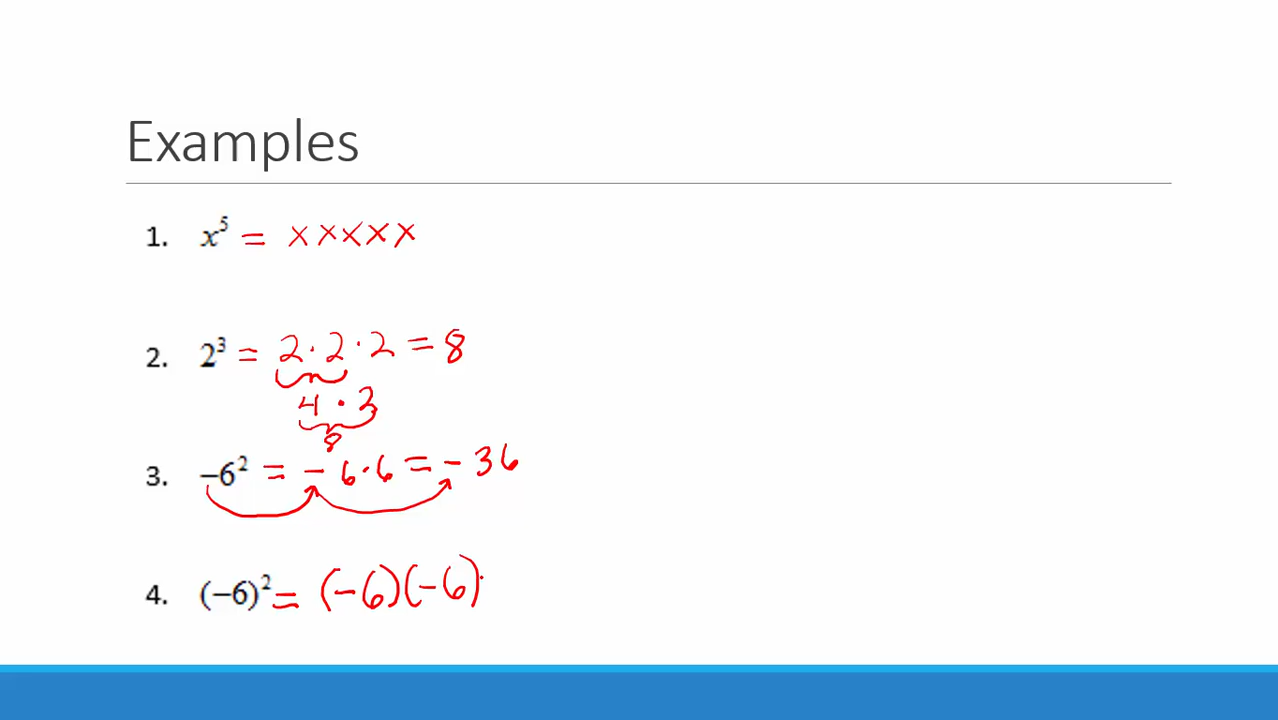 Examples
1. x⁵ = x x x x x
2. 2³ = 2 · 2 · 2 = 8
4 · 2
8
3. −6² = − 6 · 6 = − 36
4. (−6)² = (−6)(−6)